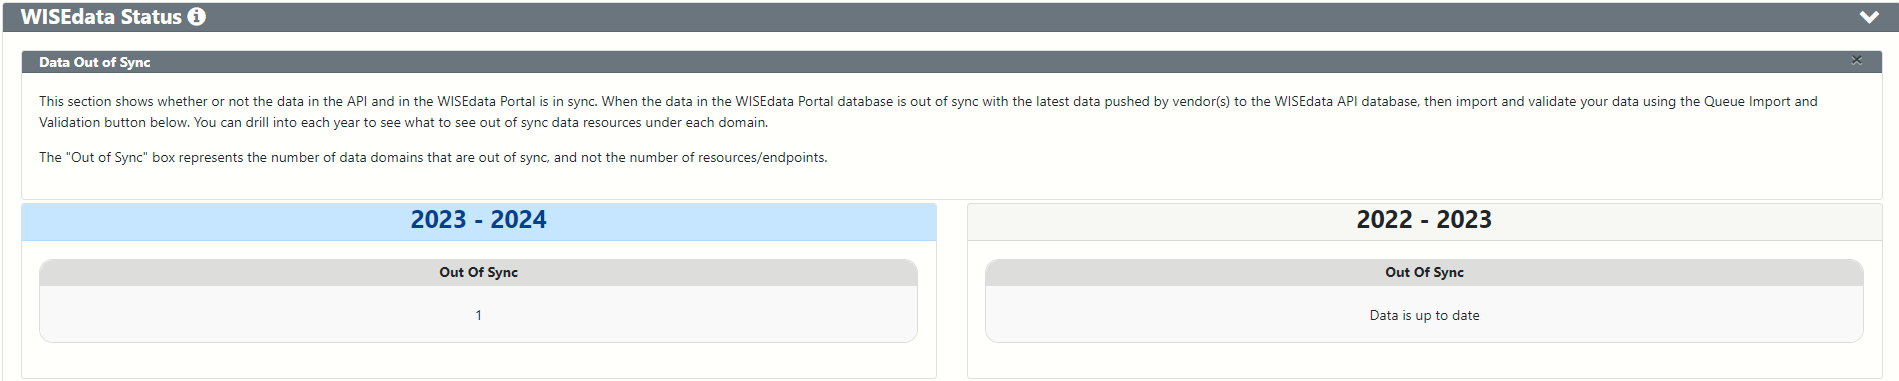 WISEdata Status
Data Out of Sync
This section shows whether or not the data in the API and in the WISEdata Portal is in sync. When the data in the WISEdata Portal database is out of sync with the latest data pushed by vendor(s) to the WISEdata API database, then import and validate your data using the Queue Import and
Validation button below. You can drill into each year to see what to see out of sync data resources under each domain.
The "Out of Sync" box represents the number of data domains that are out of sync, and not the number of resources/endpoints.
2023 - 2024
Out Of Sync
1
2022 - 2023
Out Of Sync
Data is up to date